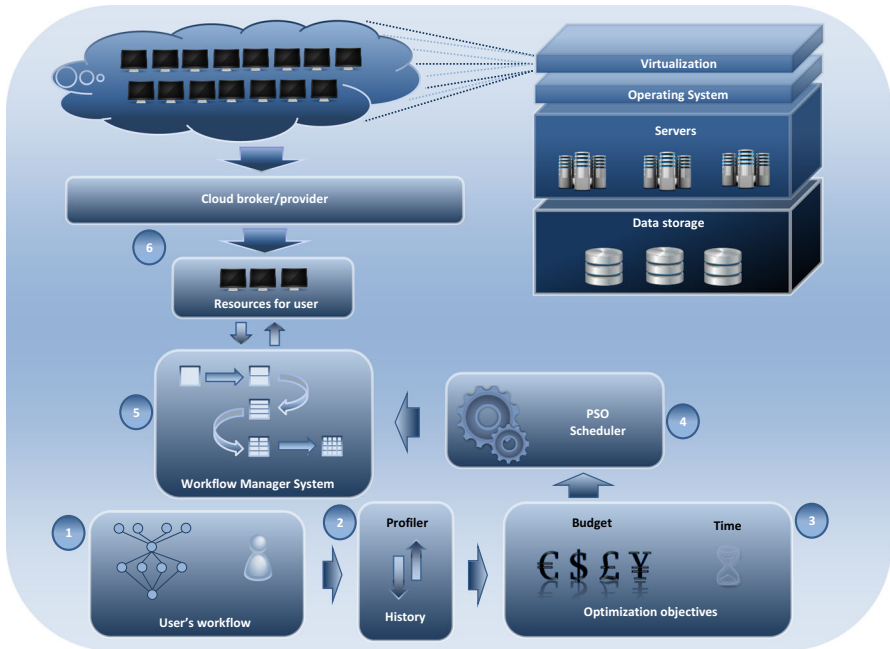 Virtualization
Operating System
Servers
Data storage
Cloud broker/provider
6
Resources for user
5
Workflow Manager System
PSO
Scheduler
4
1
User's workflow
2
Profiler
History
3
Budget
Time
€ $ £ ¥
Optimization objectives